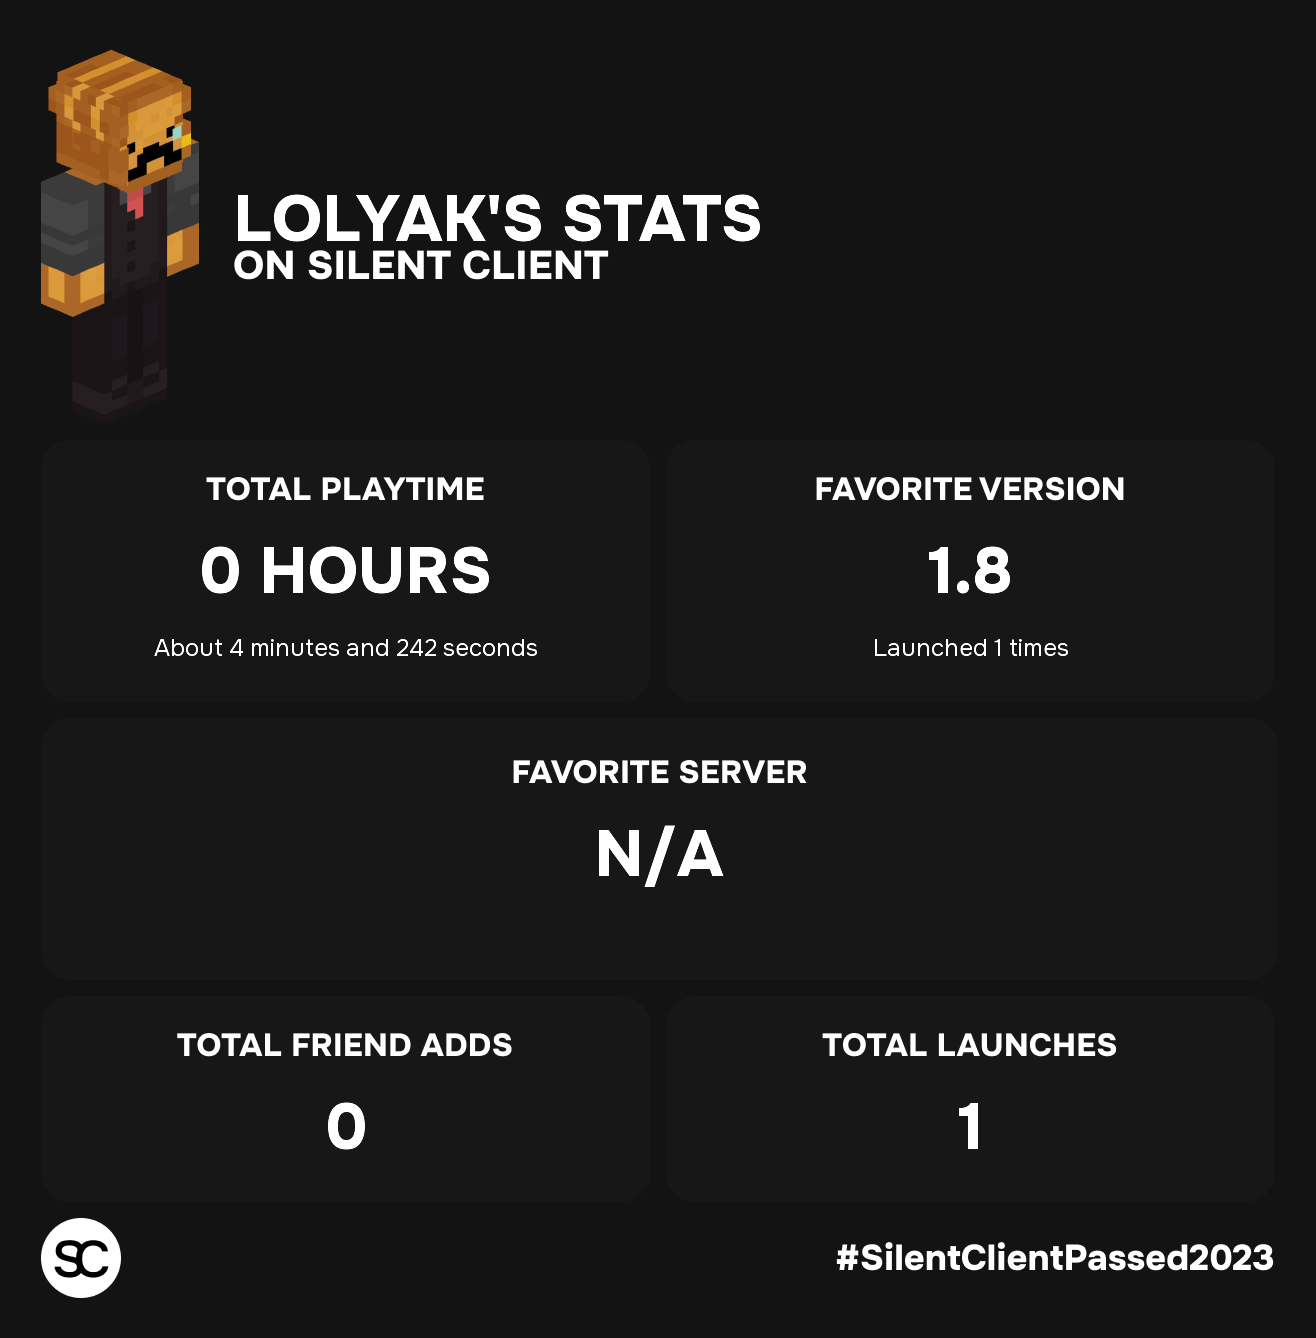 LOLYAK'S STATS
ON SILENT CLIENT
TOTAL PLAYTIME
0 HOURS
About 4 minutes and 242 seconds
FAVORITE VERSION
1.8
Launched 1 times
FAVORITE SERVER
N/A
TOTAL FRIEND ADDS
0
TOTAL LAUNCHES
1
SC
#SilentClientPassed2023